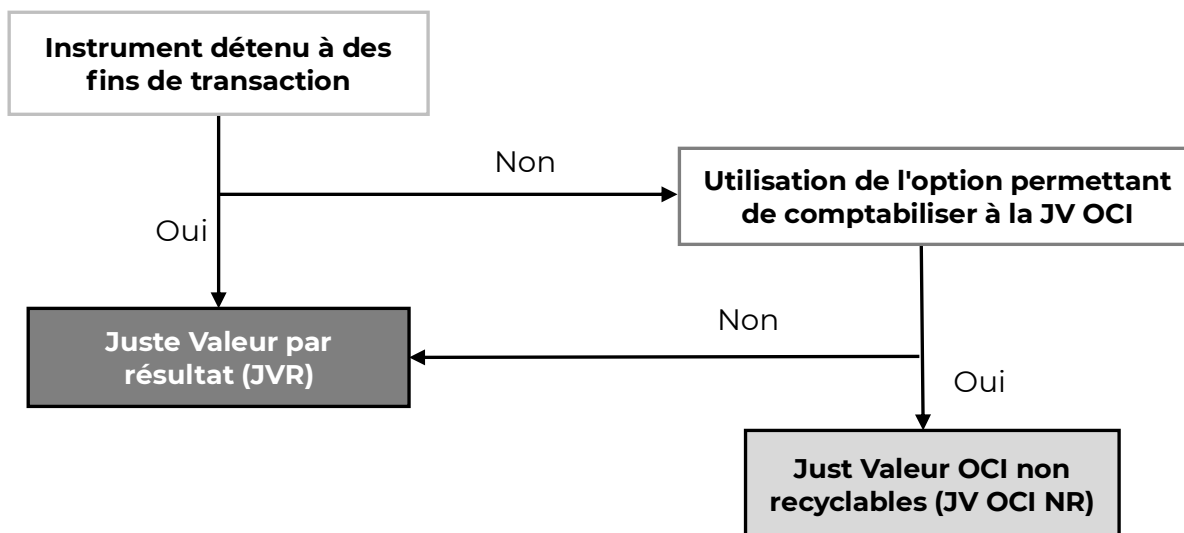 Instrument détenu à des
fins de transaction
Non
Utilisation de l'option permettant
de comptabiliser à la JV OCI
Oui
Juste Valeur par
résultat (JVR)
Non
Oui
Just Valeur OCI non
recyclables (JV OCI NR)